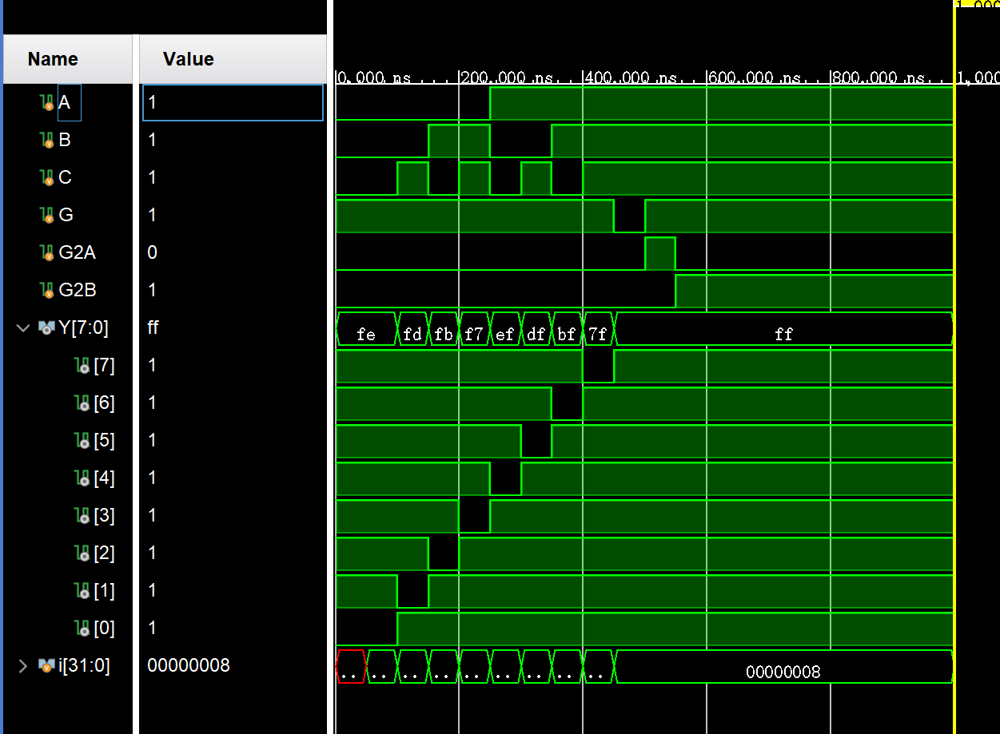 1,000
Name Value
0.000 ns 200.000 ns 400.000 ns 600.000 ns 800.000 ns 1,000
A 1
B 1
C 1
G 1
G2A 0
G2B 1
Y[7:0] ff fe fd fb f7 ef df bf 7f ff
[7] 1
[6] 1
[5] 1
[4] 1
[3] 1
[2] 1
[1] 1
[0] 1
i[31:0] 00000008 .. .. .. .. .. .. .. .. .. 00000008